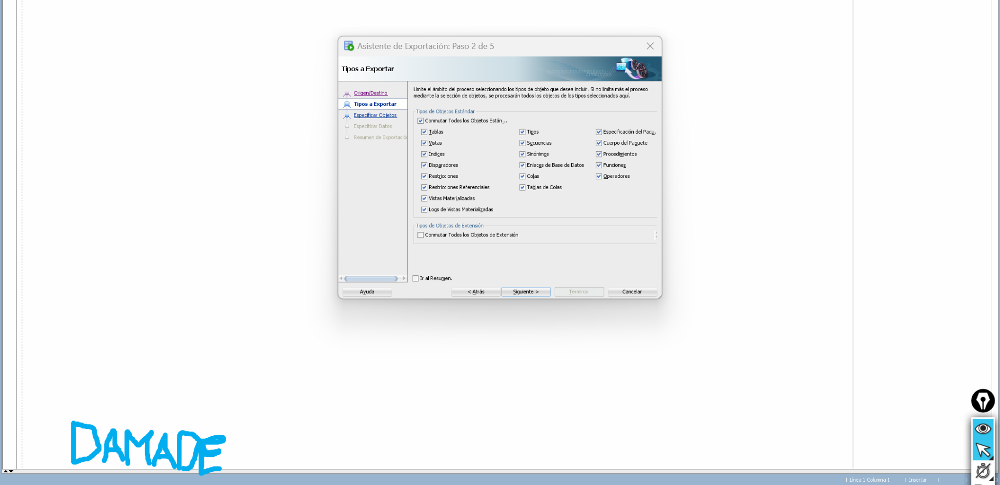 Asistente de Exportación: Paso 2 de 5
Tipos a Exportar
Origen/Destino
Tipos a Exportar
Especificar Objetos
Especificar Datos
Resumen de Exportación
Limite el ámbito del proceso seleccionando los tipos de objeto que desea incluir. Si no limita más el proceso
mediante la selección de objetos, se procesarán todos los objetos de los tipos seleccionados aquí.
Tipos de Objetos Estándar
Conmutar Todos los Objetos Están...
Tablas Tipos Especificación del Paqu.
Vistas Secuencias Cuerpo del Paquete
Índices Sinónimos Procedimientos
Disparadores Enlaces de Base de Datos Funciones
Restricciones Colas Operadores
Restricciones Referenciales Tablas de Colas
Vistas Materializadas
Logs de Vistas Materializadas
Tipos de Objetos de Extensión
Conmutar Todos los Objetos de Extensión
Ir al Resumen.
Ayuda < Atrás Siguiente > Terminar Cancelar
DAMADE
| Línea 1 Columna 1 | Insertar |